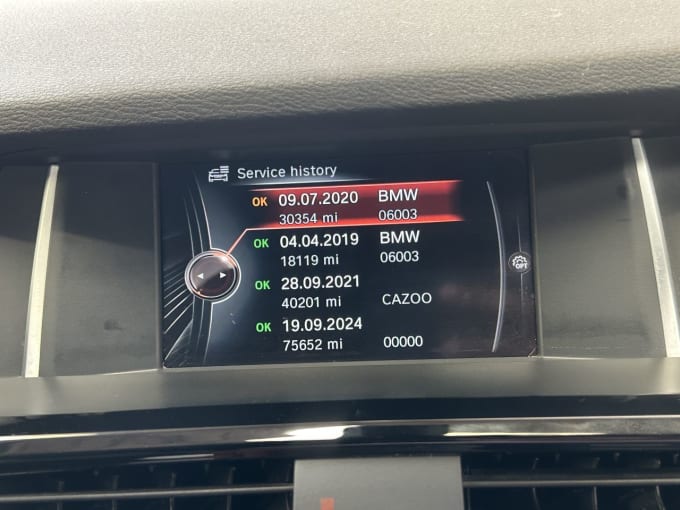 Service history
OK 09.07.2020 BMW
30354 mi 06003
OK 04.04.2019 BMW
18119 mi 06003
OK 28.09.2021
40201 mi CAZOO
OK 19.09.2024
75652 mi 00000
OPT